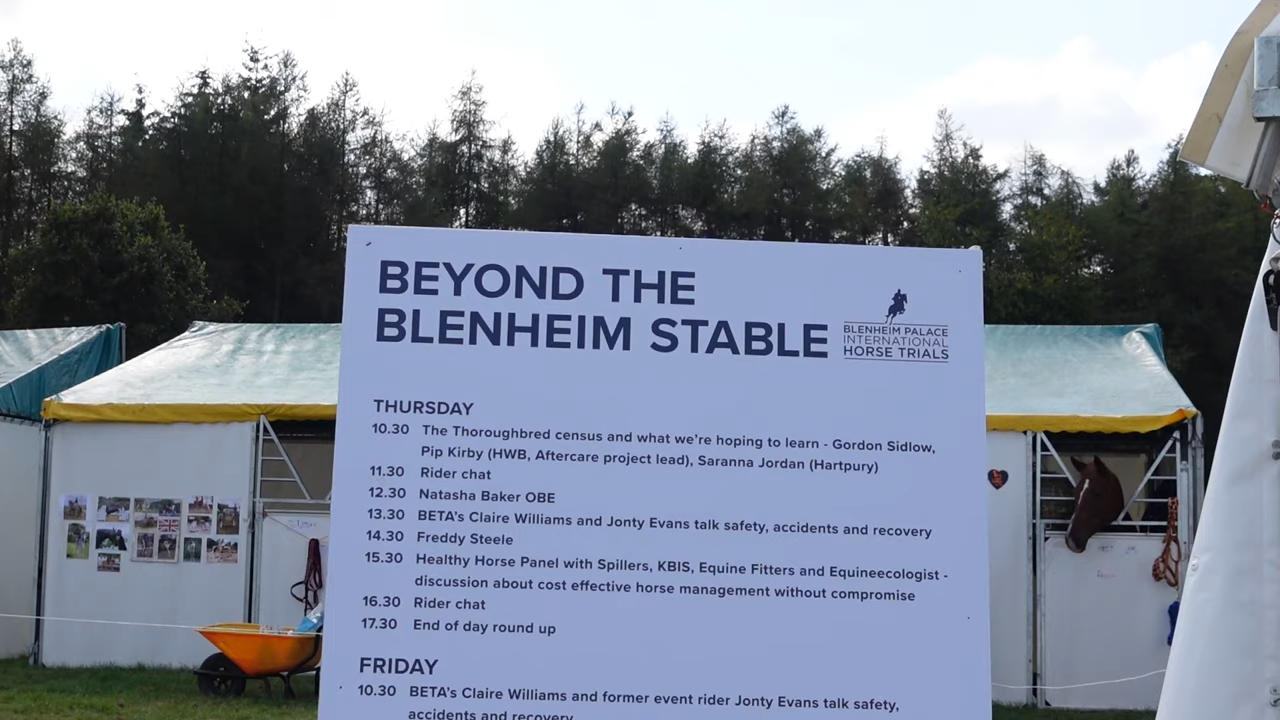 BEYOND THE
BLENHEIM STABLE
BLENHEIM PALACE
INTERNATIONAL
HORSE TRIALS
THURSDAY
10.30 The Thoroughbred census and what we're hoping to learn - Gordon Sidlow,
Pip Kirby (HWB, Aftercare project lead), Saranna Jordan (Hartpury)
11.30 Rider chat
12.30 Natasha Baker OBE
13.30 BETA's Claire Williams and Jonty Evans talk safety, accidents and recovery
14.30 Freddy Steele
15.30 Healthy Horse Panel with Spillers, KBIS, Equine Fitters and Equineecologist -
discussion about cost effective horse management without compromise
16.30 Rider chat
17.30 End of day round up
FRIDAY
10.30 BETA's Claire Williams and former event rider Jonty Evans talk safety,
accidents and recovery